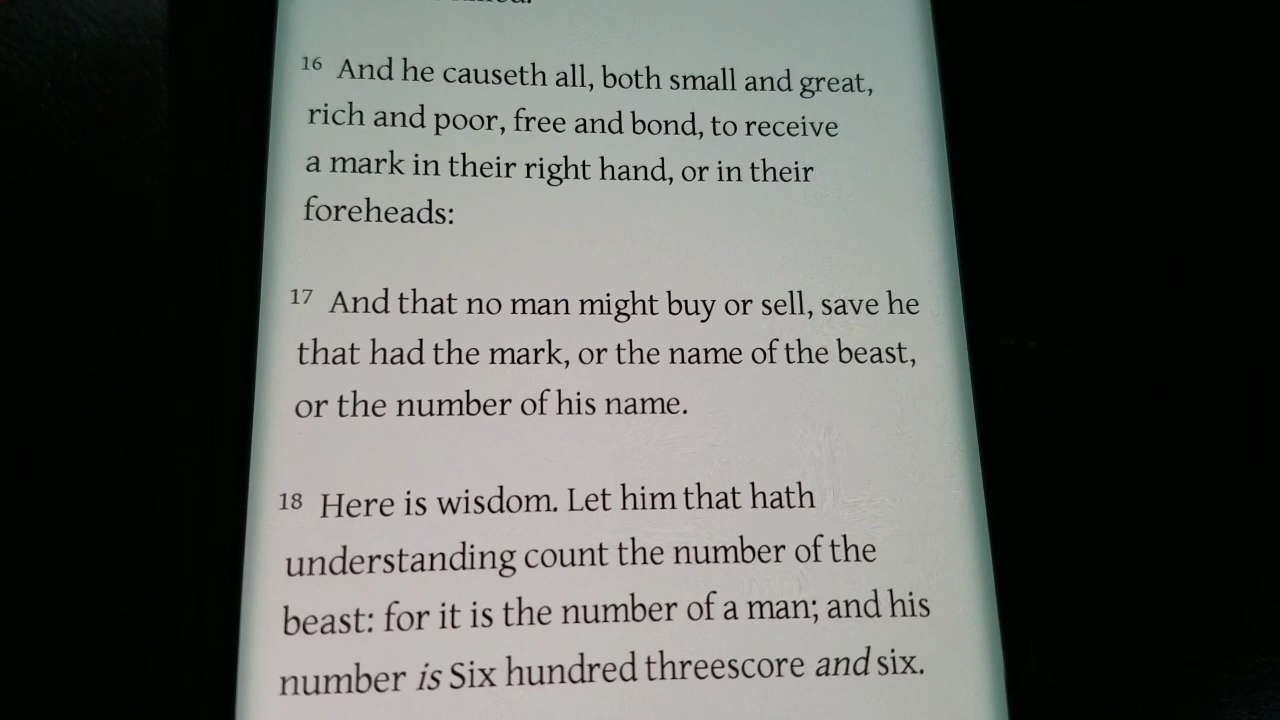 16 And he causeth all, both small and great,
rich and poor, free and bond, to receive
a mark in their right hand, or in their
foreheads:
17 And that no man might buy or sell, save he
that had the mark, or the name of the beast,
or the number of his name.
18 Here is wisdom. Let him that hath
understanding count the number of the
beast: for it is the number of a man; and his
number is Six hundred threescore and six.